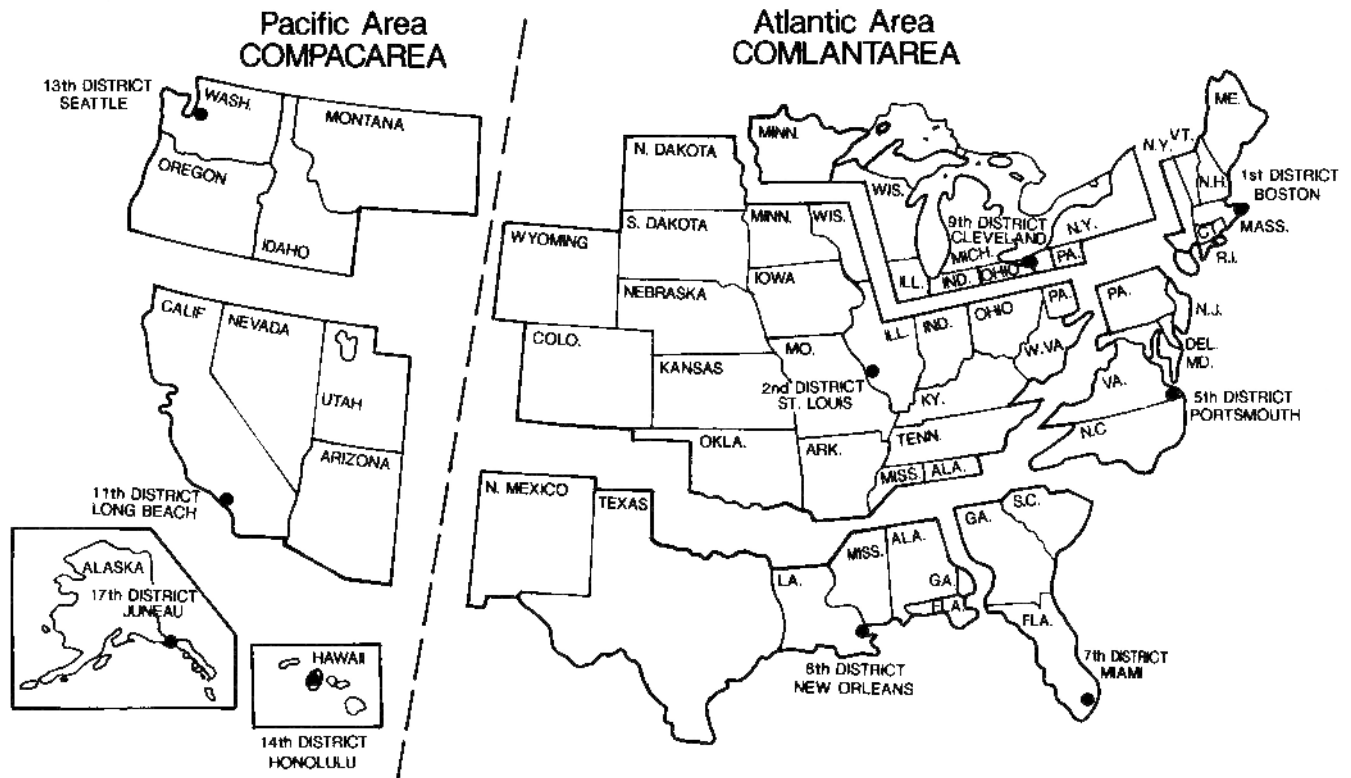 Pacific Area
COMPACAREA
Atlantic Area
COMLANTAREA
13th DISTRICT
SEATTLE
WASH.
MONTANA
OREGON
IDAHO
CALIF
NEVADA
UTAH
ARIZONA
11th DISTRICT
LONG BEACH
ALASKA
17th DISTRICT
JUNEAU
HAWAII
14th DISTRICT
HONOLULU
N. DAKOTA
MINN.
WIS.
S. DAKOTA
MINN.
WIS.
WYOMING
NEBRASKA
IOWA
COLO.
KANSAS
MO.
ILL.
IND.
OHIO
PA.
W.VA.
KY.
2nd DISTRICT
ST. LOUIS
OKLA.
ARK.
TENN.
MISS.
ALA.
9th DISTRICT
CLEVELAND
MICH.
ILL.
IND.
OHIO
PA.
N.Y.
N.Y.
VT.
ME.
N.H.
1st DISTRICT
BOSTON
MASS.
CT.
R.I.
PA.
N.J.
DEL.
MD.
VA.
N.C
5th DISTRICT
PORTSMOUTH
N. MEXICO
TEXAS
LA.
MISS.
ALA.
GA.
FLA.
8th DISTRICT
NEW ORLEANS
GA.
S.C.
FLA.
7th DISTRICT
MIAMI